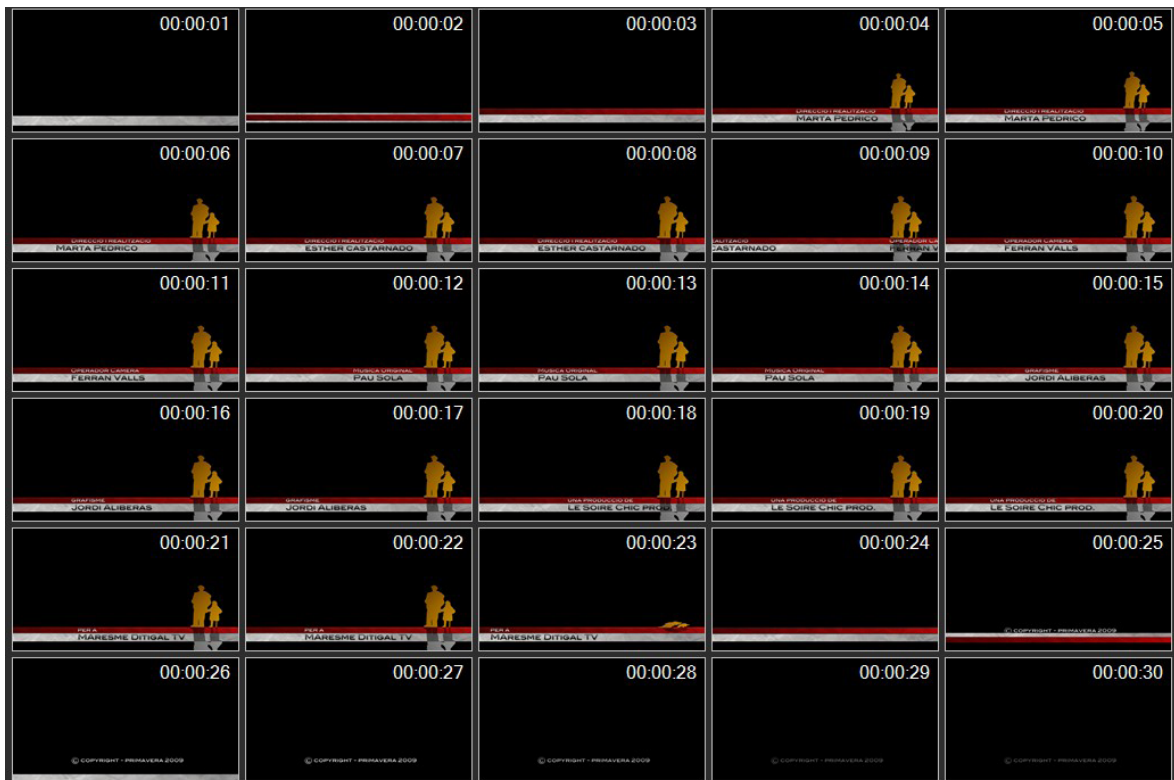 00:00:01
00:00:02
00:00:03
00:00:04
DIRECCIO I REALITZACIO
MARTA PEDRICO
00:00:05
DIRECCIO I REALITZACIO
MARTA PEDRICO
00:00:06
DIRECCIO I REALITZACIO
MARTA PEDRICO
00:00:07
DIRECCIO I REALITZACIO
ESTHER CASTARNADO
00:00:08
DIRECCIO I REALITZACIO
ESTHER CASTARNADO
00:00:09
ALITZACIO
OPERADOR CA
CASTARNADO
FERRAN V
00:00:10
OPERADOR CAMERA
FERRAN VALLS
00:00:11
OPERADOR CAMERA
FERRAN VALLS
00:00:12
MUSICA ORIGINAL
PAU SOLA
00:00:13
MUSICA ORIGINAL
PAU SOLA
00:00:14
MUSICA ORIGINAL
PAU SOLA
00:00:15
GRAFISME
JORDI ALIBERAS
00:00:16
GRAFISME
JORDI ALIBERAS
00:00:17
GRAFISME
JORDI ALIBERAS
00:00:18
UNA PRODUCCIO DE
LE SOIRE CHIC PROD.
00:00:19
UNA PRODUCCIO DE
LE SOIRE CHIC PROD.
00:00:20
UNA PRODUCCIO DE
LE SOIRE CHIC PROD.
00:00:21
PER A
MARESME DITIGAL TV
00:00:22
PER A
MARESME DITIGAL TV
00:00:23
PER A
MARESME DITIGAL TV
00:00:24
00:00:25
© COPYRIGHT - PRIMAVERA 2009
00:00:26
© COPYRIGHT - PRIMAVERA 2009
00:00:27
© COPYRIGHT - PRIMAVERA 2009
00:00:28
© COPYRIGHT - PRIMAVERA 2009
00:00:29
© COPYRIGHT - PRIMAVERA 2009
00:00:30
© COPYRIGHT - PRIMAVERA 2009